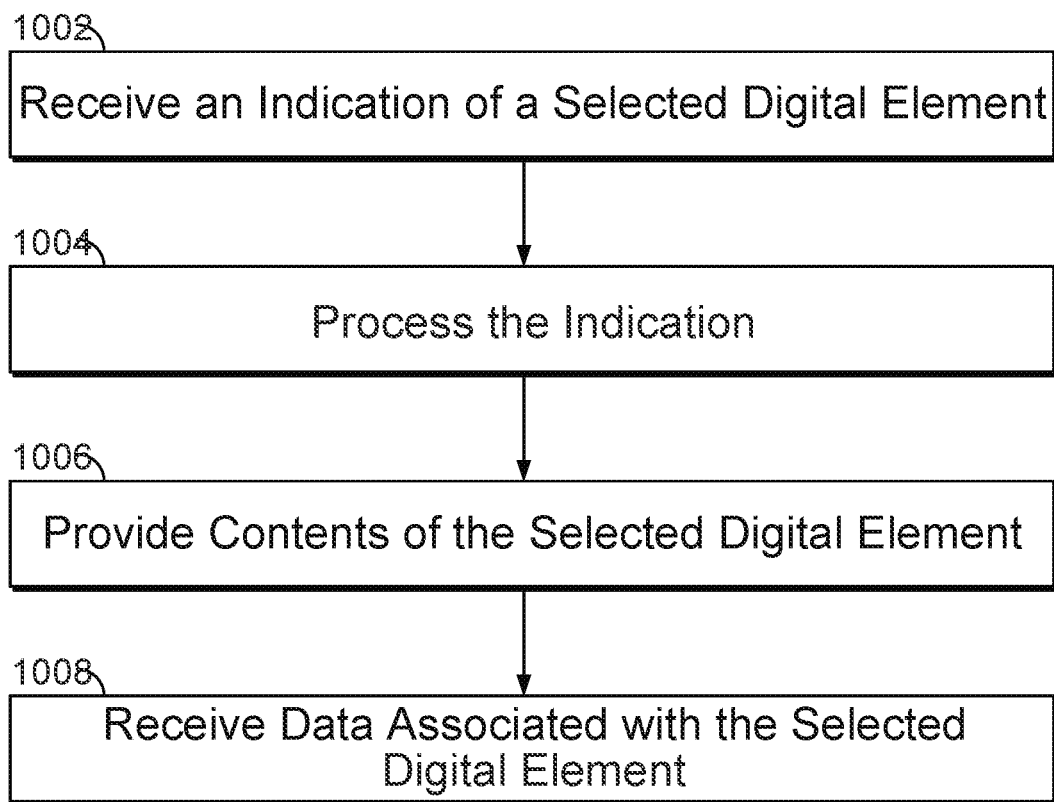 1002
Receive an Indication of a Selected Digital Element
1004
Process the Indication
1006
Provide Contents of the Selected Digital Element
1008
Receive Data Associated with the Selected
Digital Element